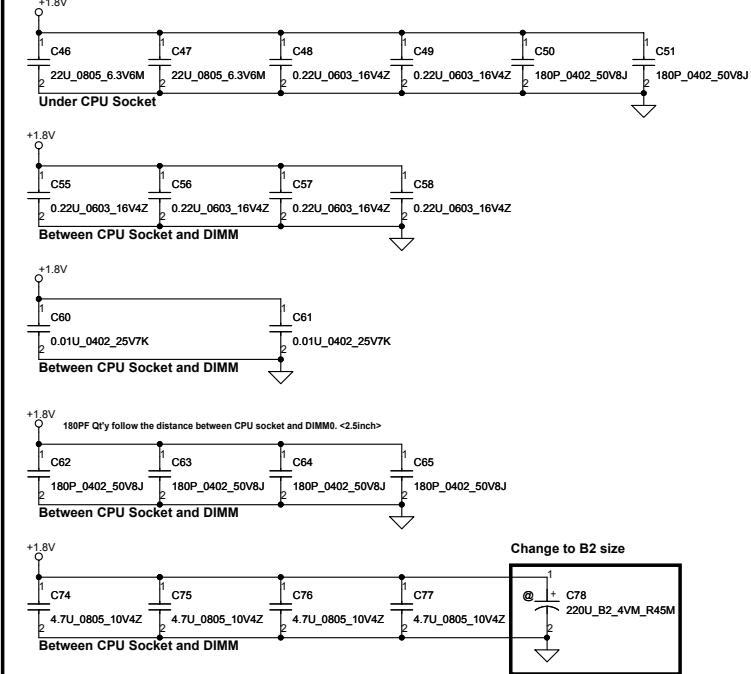 +1.8V
1 1 1 1 1 1
C46 C47 C48 C49 C50 C51
22U_0805_6.3V6M 22U_0805_6.3V6M 0.22U_0603_16V4Z 0.22U_0603_16V4Z 180P_0402_50V8J 180P_0402_50V8J
2 2 2 2 2 2
Under CPU Socket
+1.8V
1 1 1 1
C55 C56 C57 C58
0.22U_0603_16V4Z 0.22U_0603_16V4Z 0.22U_0603_16V4Z 0.22U_0603_16V4Z
2 2 2 2
Between CPU Socket and DIMM
+1.8V
1 1
C60 C61
0.01U_0402_25V7K 0.01U_0402_25V7K
2 2
Between CPU Socket and DIMM
+1.8V
180PF Qt'y follow the distance between CPU socket and DIMM0. <2.5inch>
1 1 1 1
C62 C63 C64 C65
180P_0402_50V8J 180P_0402_50V8J 180P_0402_50V8J 180P_0402_50V8J
2 2 2 2
Between CPU Socket and DIMM
+1.8V
Change to B2 size
1 1 1 1 1
C74 C75 C76 C77 @ + C78
4.7U_0805_10V4Z 4.7U_0805_10V4Z 4.7U_0805_10V4Z 4.7U_0805_10V4Z 220U_B2_4VM_R45M
2 2 2 2 2
Between CPU Socket and DIMM